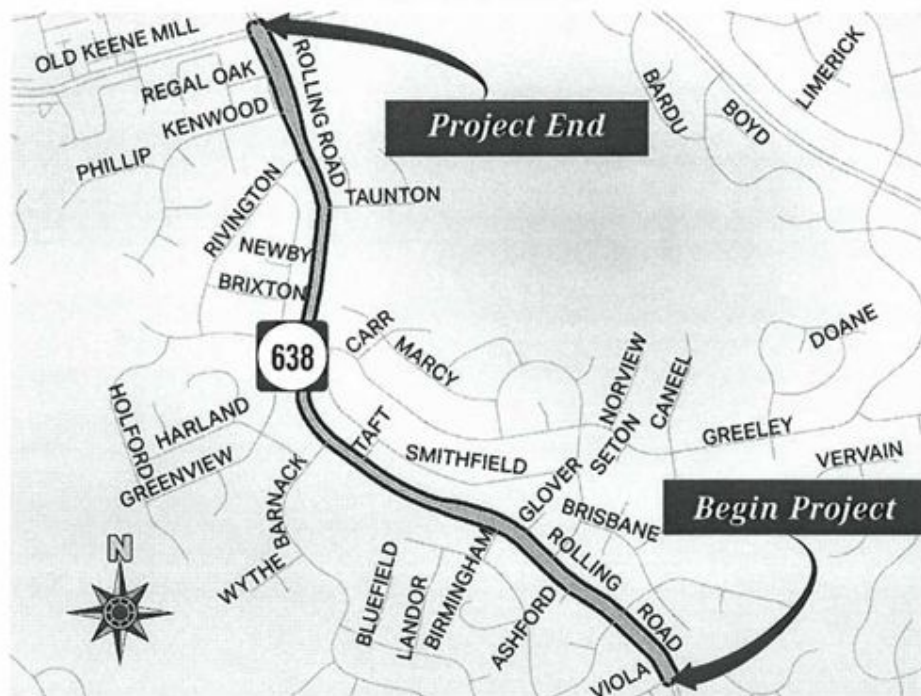 OLD KEENE MILL
ROLLING ROAD
LIMERICK
REGAL OAK
BARDU
BOYD
Project End
KENWOOD
PHILLIP
TAUNTON
RIVINGTON
NEWBY
BRIXTON
638
CARR
MARCY
DOANE
NORVIEW
CANEEL
HOLFORD
HARLAND
TAFT
SETON
GREELEY
GREENVIEW
SMITHFIELD
GLOVER
VERVAIN
BARNACK
BRISBANE
Begin Project
N
WYTHE
BLUEFIELD
LANDOR
BIRMINGHAM
ROLLING ROAD
ASHFORD
VIOLA